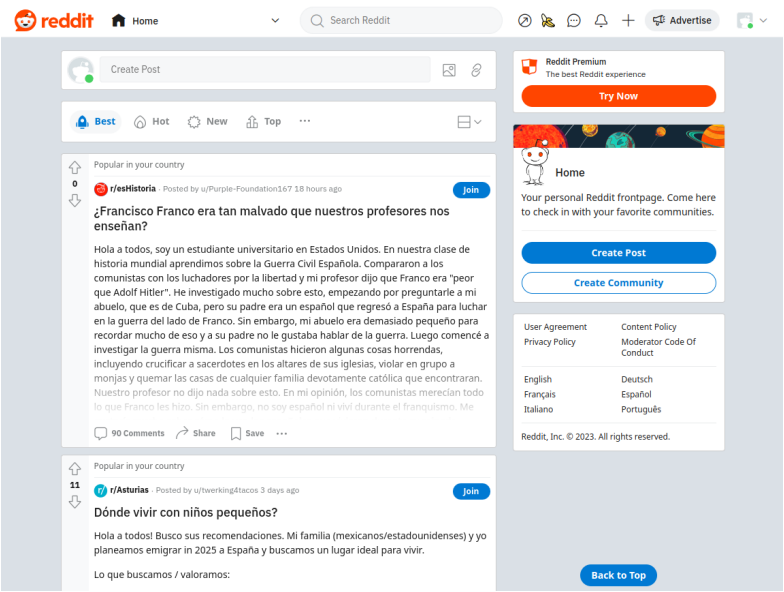 reddit
Home
Search Reddit
Advertise
Create Post
Best
Hot
New
Top
Popular in your country
0
r/esHistoria · Posted by u/Purple-Foundation167 18 hours ago
Join
¿Francisco Franco era tan malvado que nuestros profesores nos
enseñan?
Hola a todos, soy un estudiante universitario en Estados Unidos. En nuestra clase de
historia mundial aprendimos sobre la Guerra Civil Española. Compararon a los
comunistas con los luchadores por la libertad y mi profesor dijo que Franco era "peor
que Adolf Hitler". He investigado mucho sobre esto, empezando por preguntarle a mi
abuelo, que es de Cuba, pero su padre era un español que regresó a España para luchar
en la guerra del lado de Franco. Sin embargo, mi abuelo era demasiado pequeño para
recordar mucho de eso y a su padre no le gustaba hablar de la guerra. Luego comencé a
investigar la guerra misma. Los comunistas hicieron algunas cosas horrendas,
incluyendo crucificar a sacerdotes en los altares de sus iglesias, violar en grupo a
monjas y quemar las casas de cualquier familia devotamente católica que encontraran.
Nuestro profesor no dijo nada sobre esto. En mi opinión, los comunistas merecían todo
lo que Franco les hizo. Sin embargo, no soy español ni viví durante el franquismo. Me
90 Comments
Share
Save
Popular in your country
11
r/Asturias · Posted by u/twerking4tacos 3 days ago
Join
Dónde vivir con niños pequeños?
Hola a todos! Busco sus recomendaciones. Mi familia (mexicanos/estadounidenses) y yo
planeamos emigrar in 2025 a España y buscamos un lugar ideal para vivir.
Lo que buscamos / valoramos:
Reddit Premium
The best Reddit experience
Try Now
Home
Your personal Reddit frontpage. Come here
to check in with your favorite communities.
Create Post
Create Community
User Agreement
Content Policy
Privacy Policy
Moderator Code Of
Conduct
English
Deutsch
Français
Español
Italiano
Português
Reddit, Inc. © 2023. All rights reserved.
Back to Top